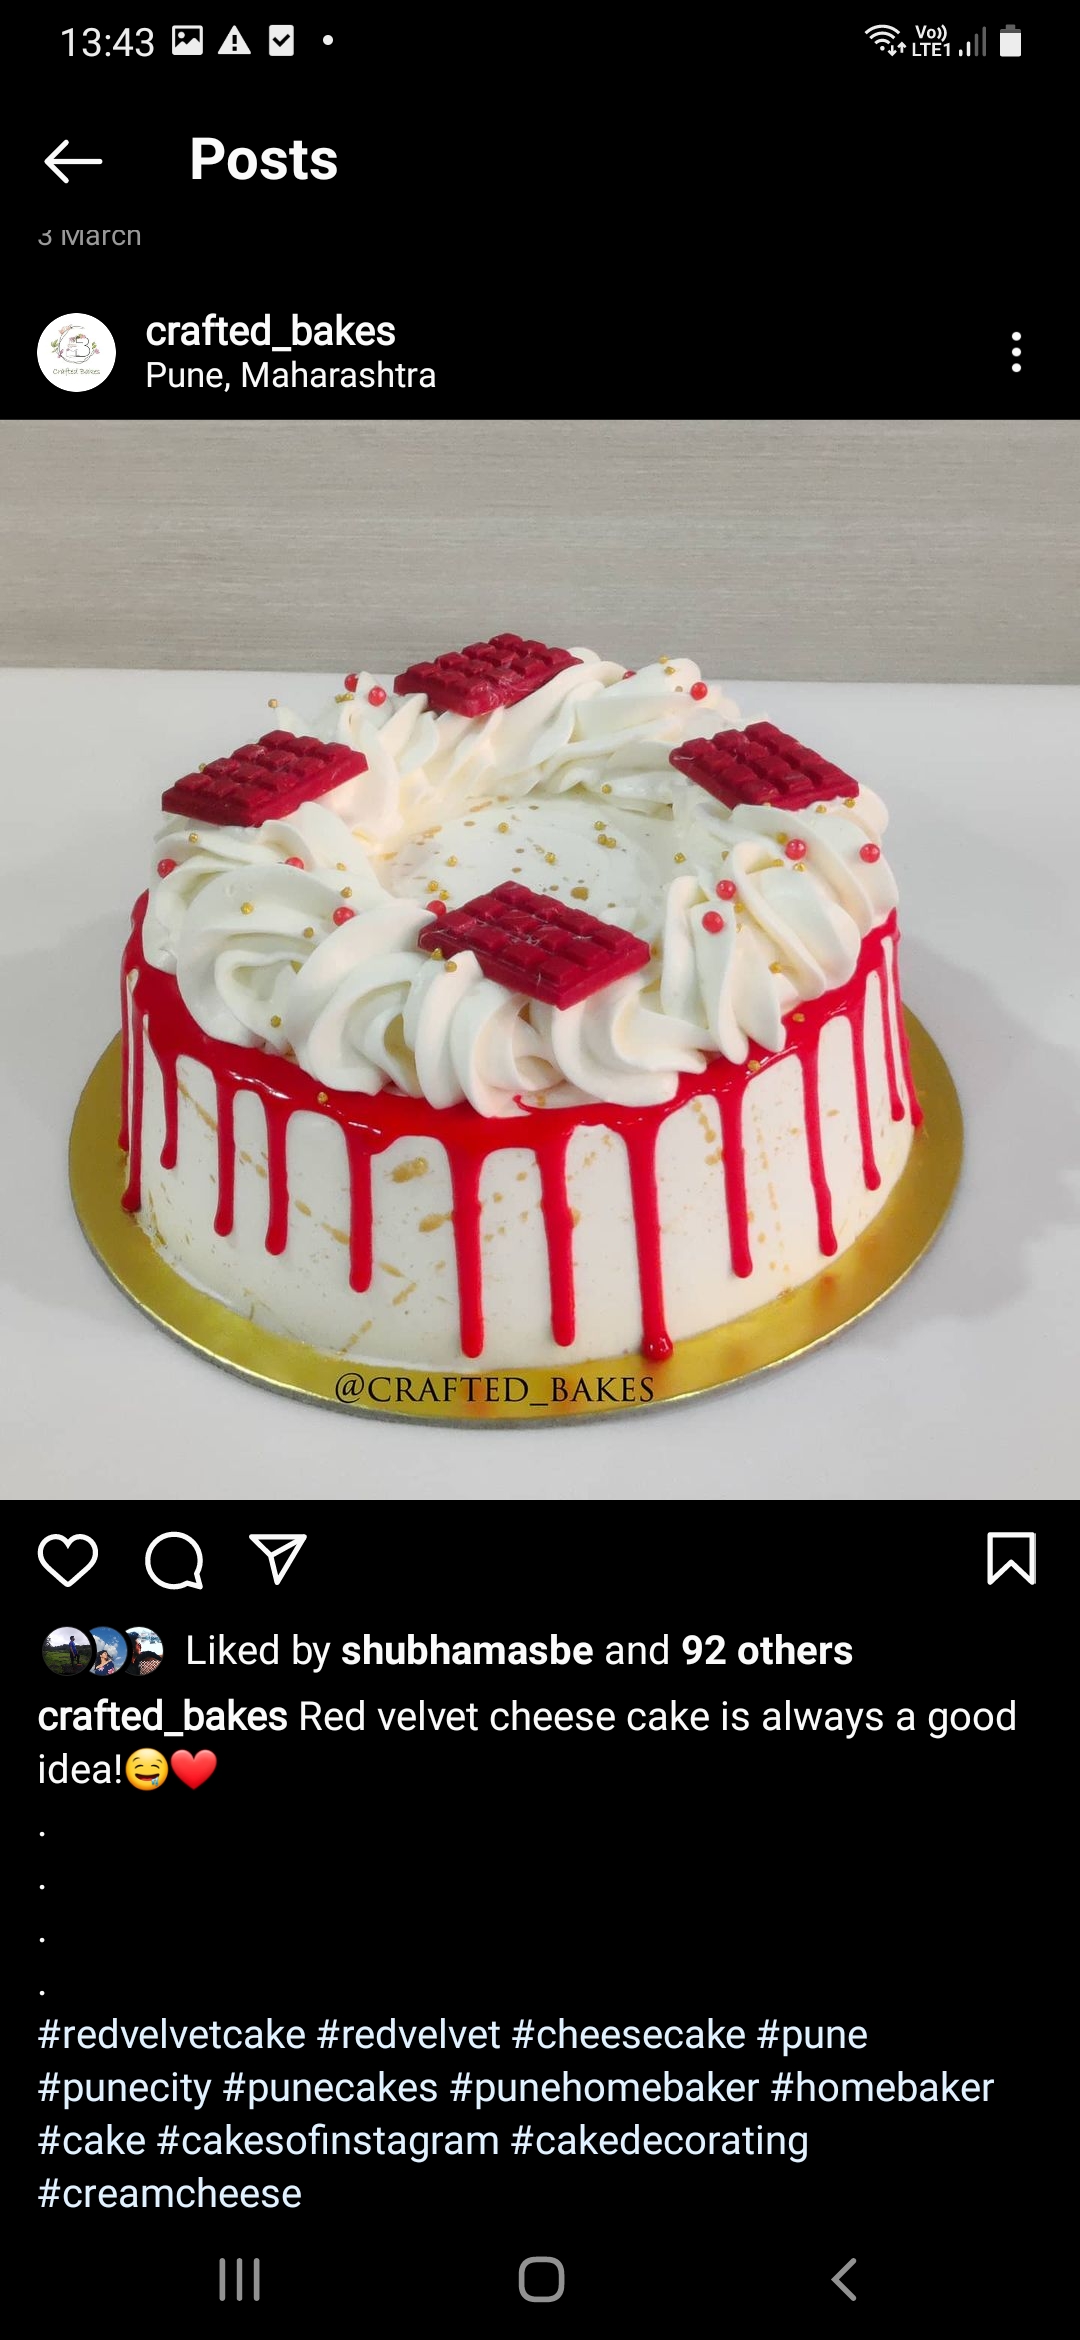 13:43
Vo))
LTE1
Posts
3 March
crafted_bakes
Pune, Maharashtra
Crafted Bakes
@CRAFTED_BAKES
Liked by shubhamasbe and 92 others
crafted_bakes Red velvet cheese cake is always a good
idea!🤤❤️
.
.
.
.
#redvelvetcake #redvelvet #cheesecake #pune
#punecity #punecakes #punehomebaker #homebaker
#cake #cakesofinstagram #cakedecorating
#creamcheese